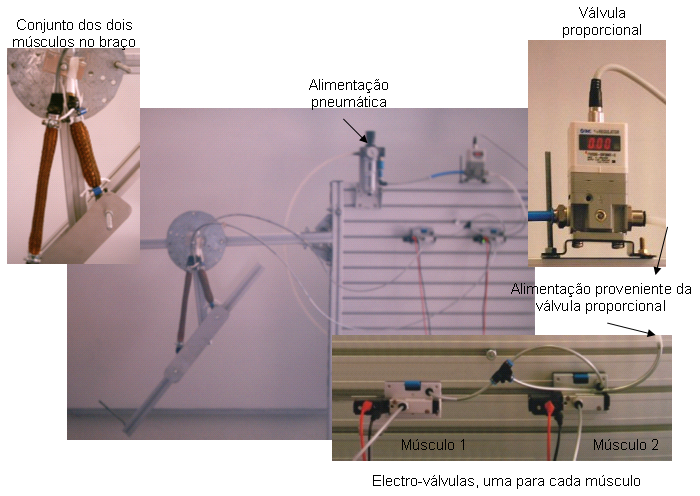 Conjunto dos dois
músculos no braço
Válvula
proporcional
Alimentação
pneumática
SMC
0.00
Alimentação proveniente da
válvula proporcional
Músculo 1
Músculo 2
Electro-válvulas, uma para cada músculo